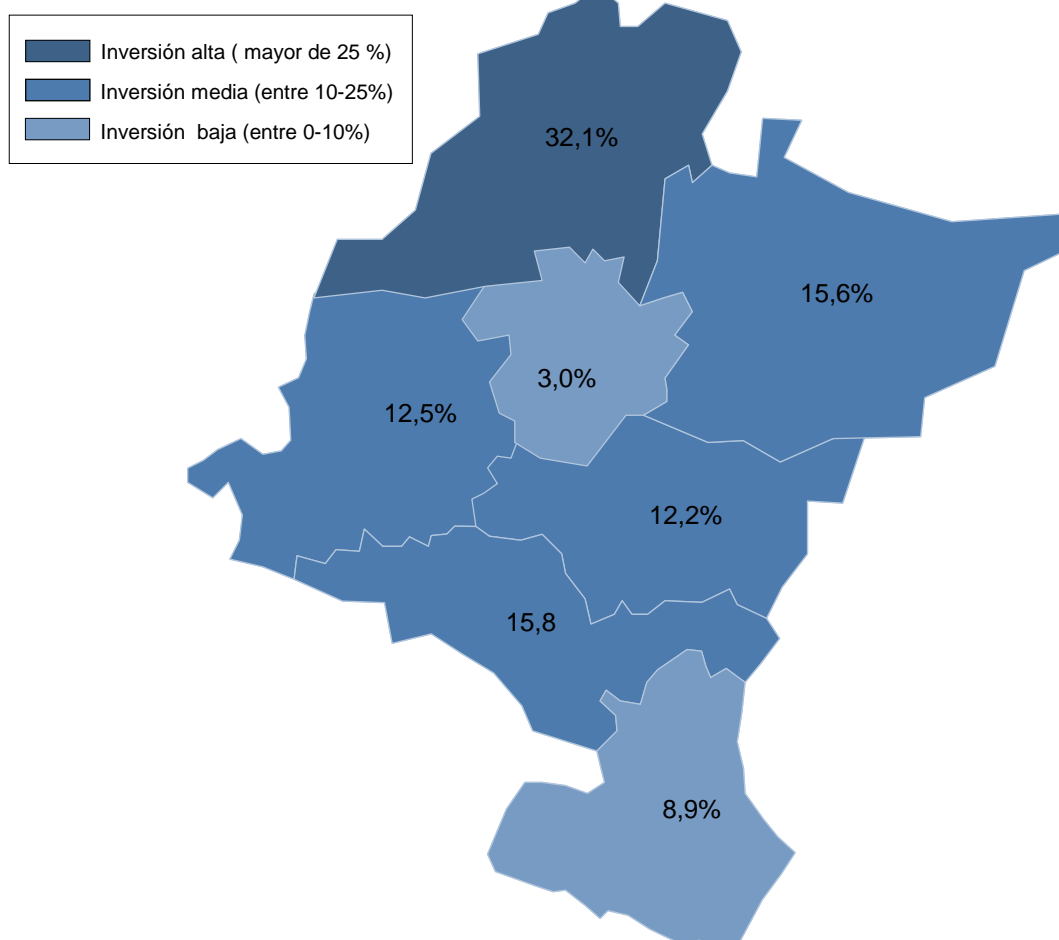 Inversión alta ( mayor de 25 %)
Inversión media (entre 10-25%)
Inversión  baja (entre 0-10%)
32,1%
15,6%
3,0%
12,5%
12,2%
15,8
8,9%